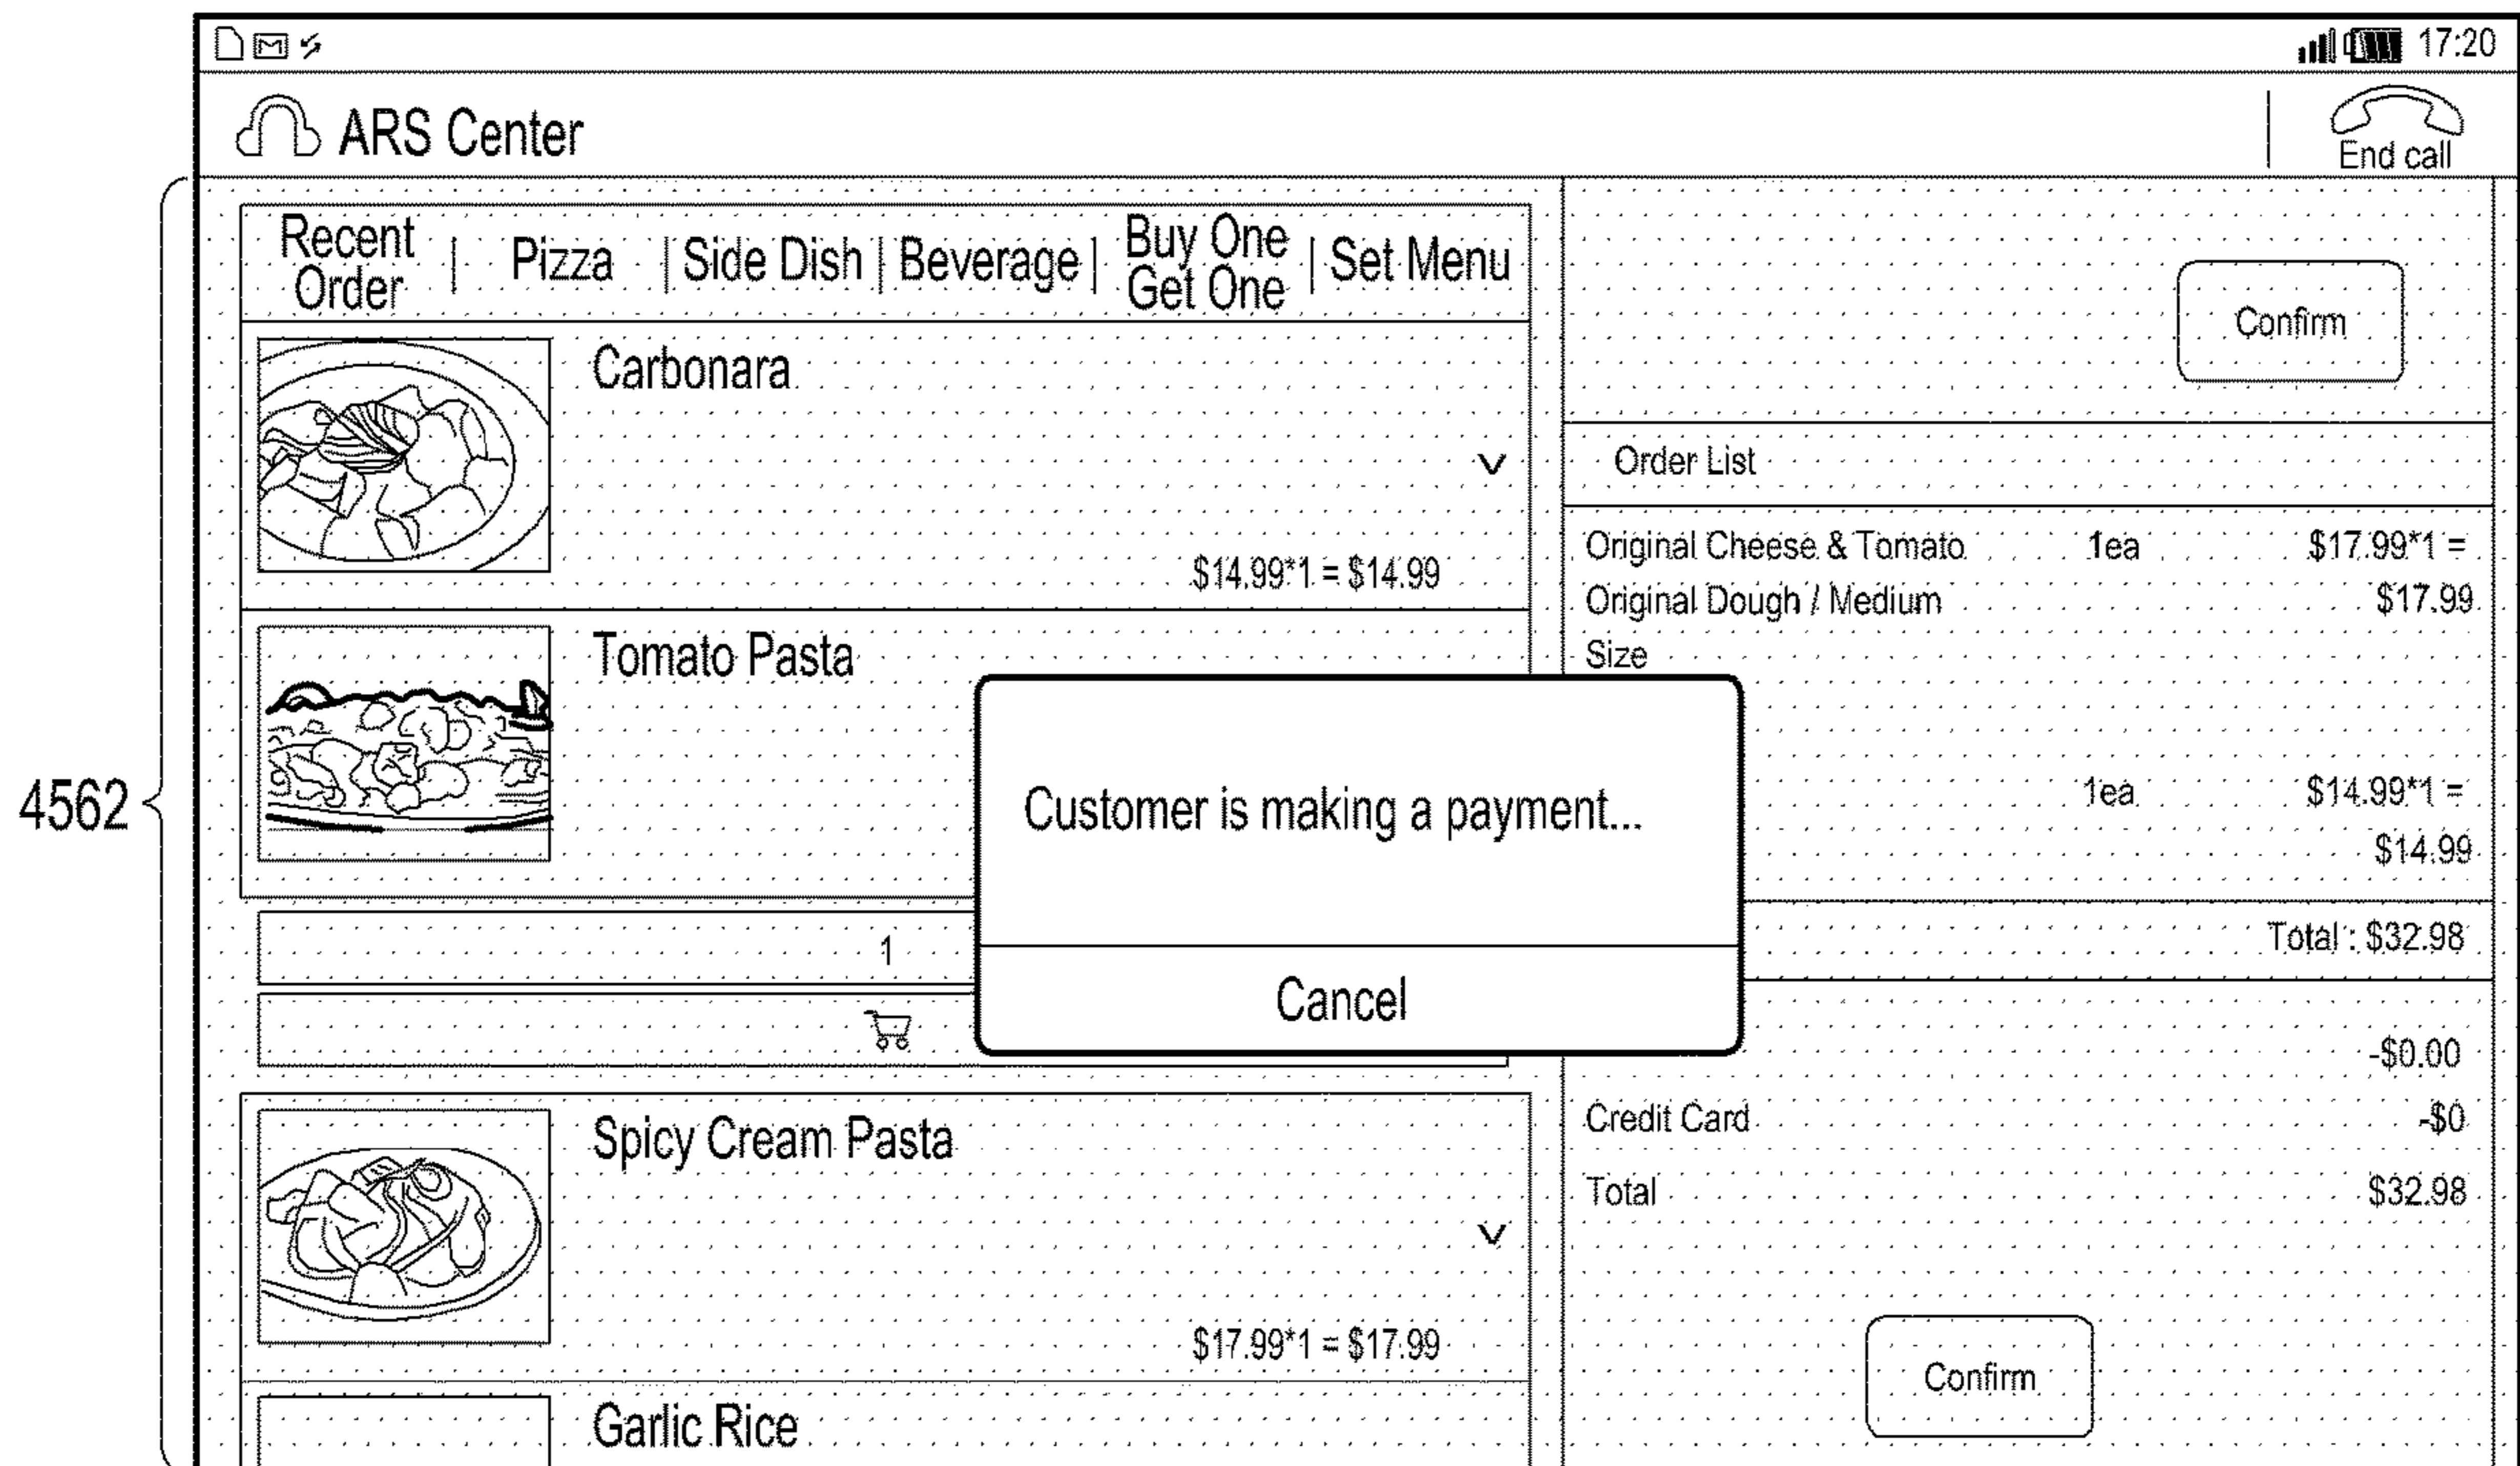 17:20
ARS Center
End call
Recent Order | Pizza | Side Dish | Beverage | Buy One Get One | Set Menu
Confirm
Carbonara
$14.99*1 = $14.99
Tomato Pasta
1
Spicy Cream Pasta
$17.99*1 = $17.99
Garlic Rice
Order List
Original Cheese & Tomato 1ea $17.99*1 =
Original Dough / Medium $17.99
Size
1ea $14.99*1 =
$14.99
Total : $32.98
-$0.00
Credit Card -$0
Total $32.98
Confirm
Customer is making a payment...
Cancel
4562